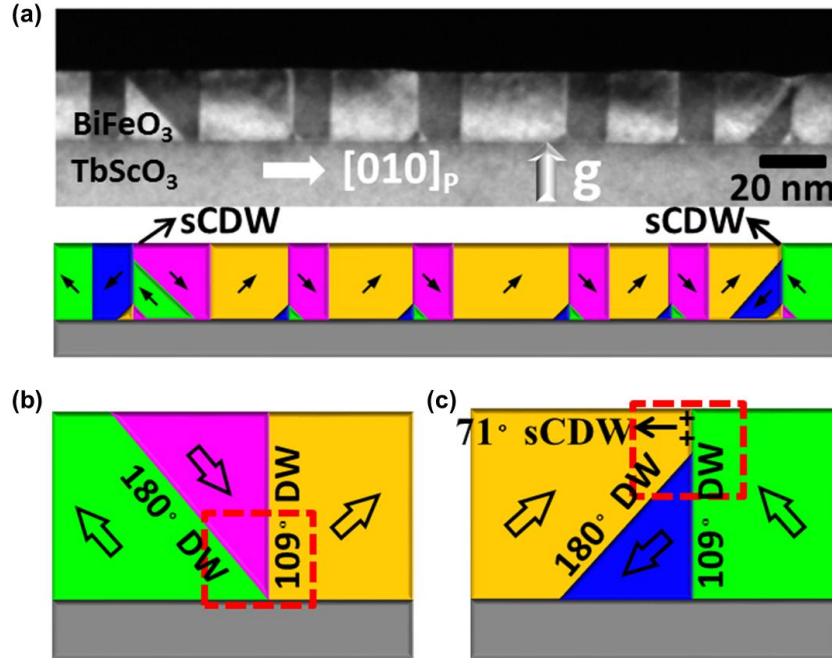 (a)
BiFeO₃
TbScO₃
[010]ₚ
g
20 nm
sCDW
sCDW
(b)
180° DW
109° DW
(c)
71° sCDW
++
180° DW
109° DW